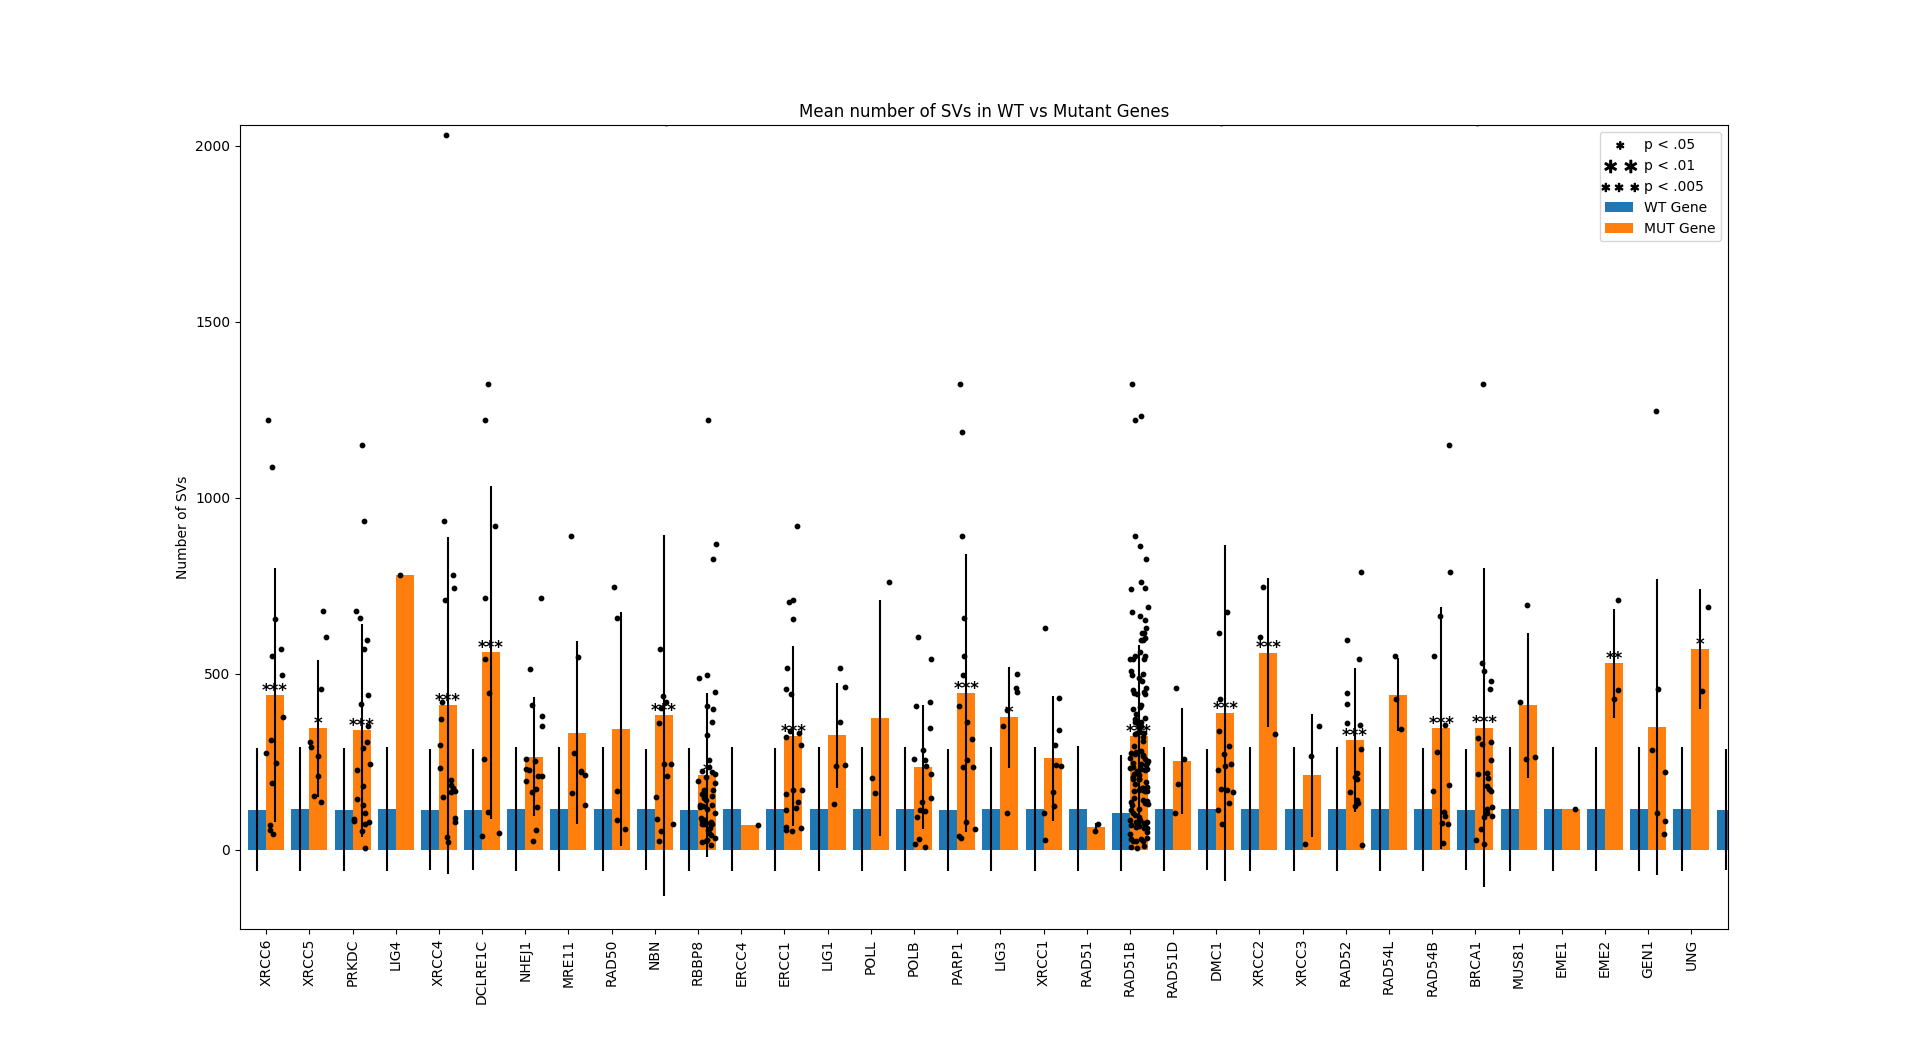 Mean number of SVs in WT vs Mutant Genes
p < .05
p < .01
p < .005
WT Gene
MUT Gene
Number of SVs
2000
1500
1000
500
0
XRCC6
XRCC5
PRKDC
LIG4
XRCC4
DCLRE1C
NHEJ1
MRE11
RAD50
NBN
RBBP8
ERCC4
ERCC1
LIG1
POLL
POLB
PARP1
LIG3
XRCC1
RAD51
RAD51B
RAD51D
DMC1
XRCC2
XRCC3
RAD52
RAD54L
RAD54B
BRCA1
MUS81
EME1
EME2
GEN1
UNG